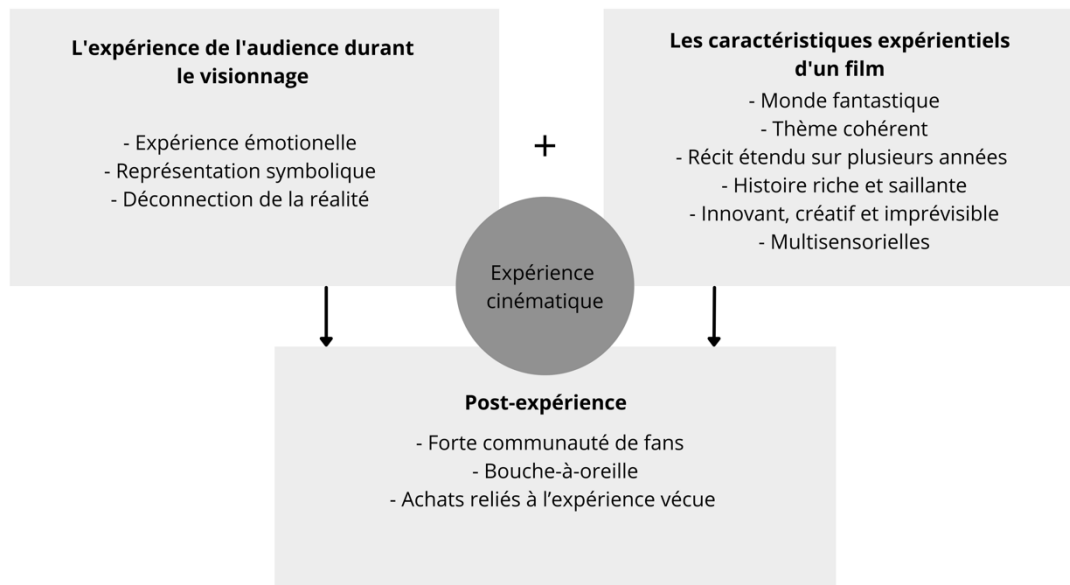 L'expérience de l'audience durant
le visionnage
- Expérience émotionelle
- Représentation symbolique
- Déconnection de la réalité
+
Les caractéristiques expérientiels
d'un film
- Monde fantastique
- Thème cohérent
- Récit étendu sur plusieurs années
- Histoire riche et saillante
- Innovant, créatif et imprévisible
- Multisensorielles
Expérience
cinématique
Post-expérience
- Forte communauté de fans
- Bouche-à-oreille
- Achats reliés à l’expérience vécue